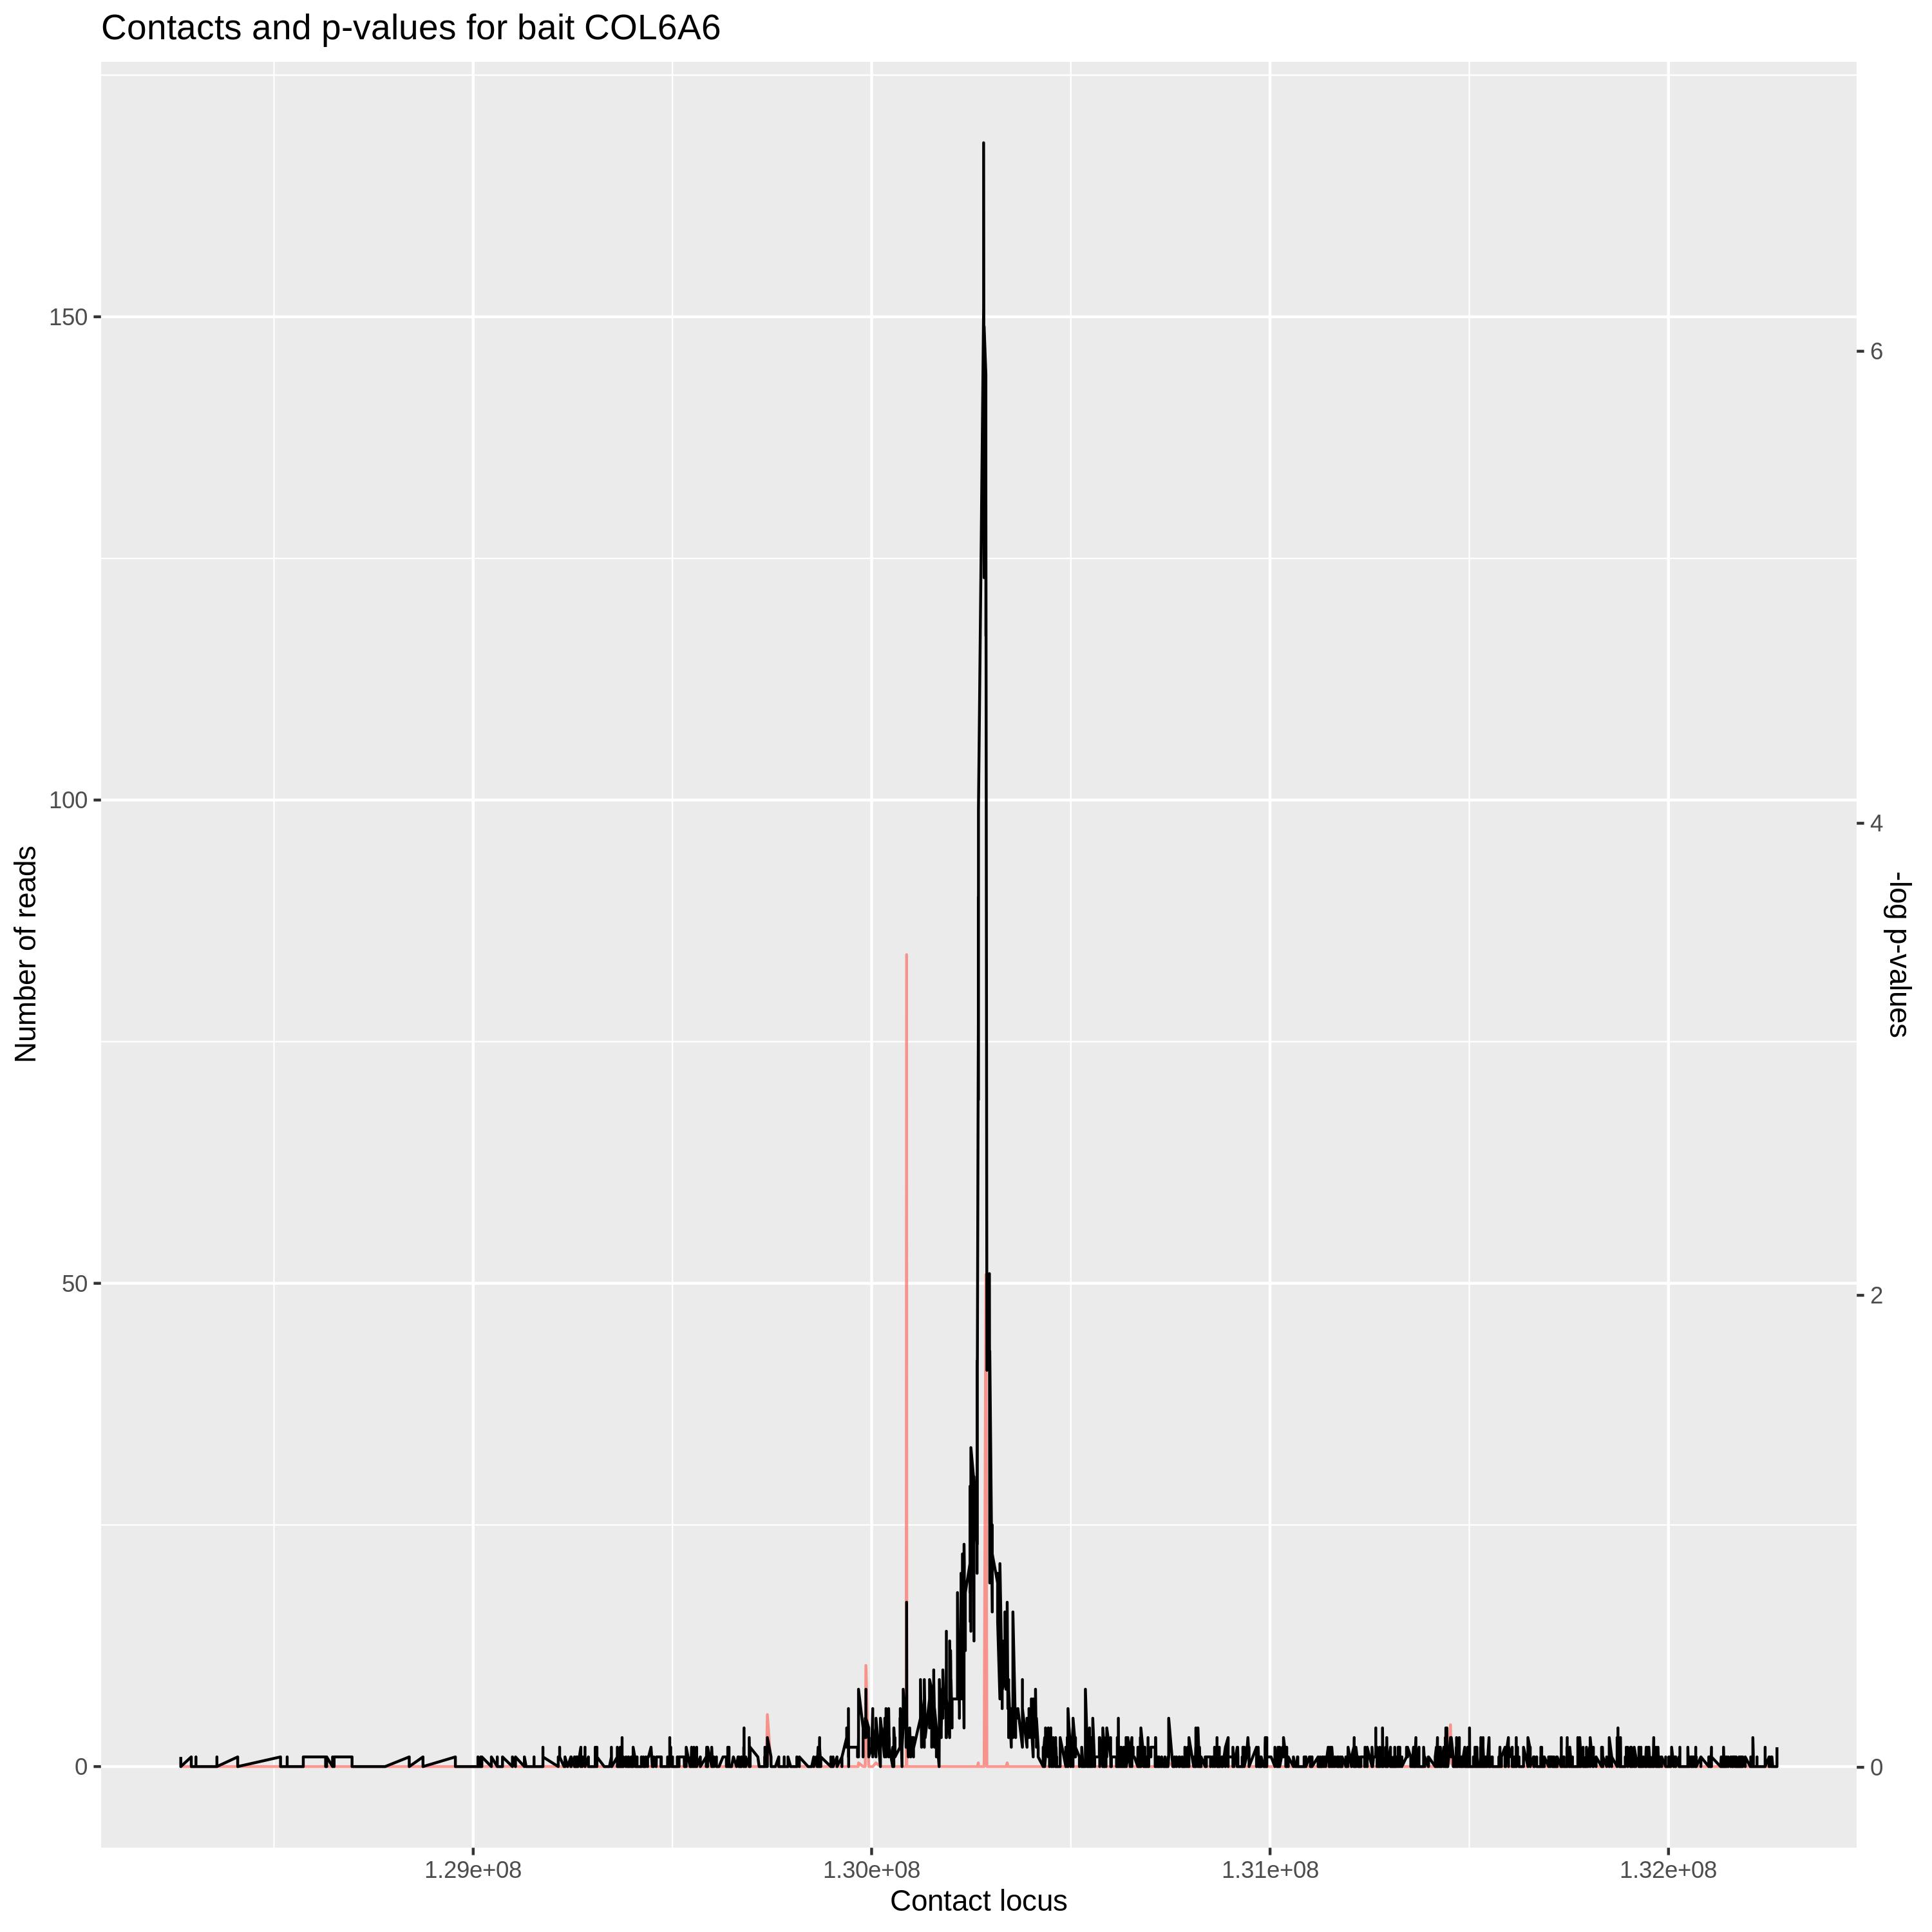 Contacts and p-values for bait COL6A6
150
100
50
0
Number of reads
6
4
2
0
-log p-values
1.29e+08
1.30e+08
1.31e+08
1.32e+08
Contact locus